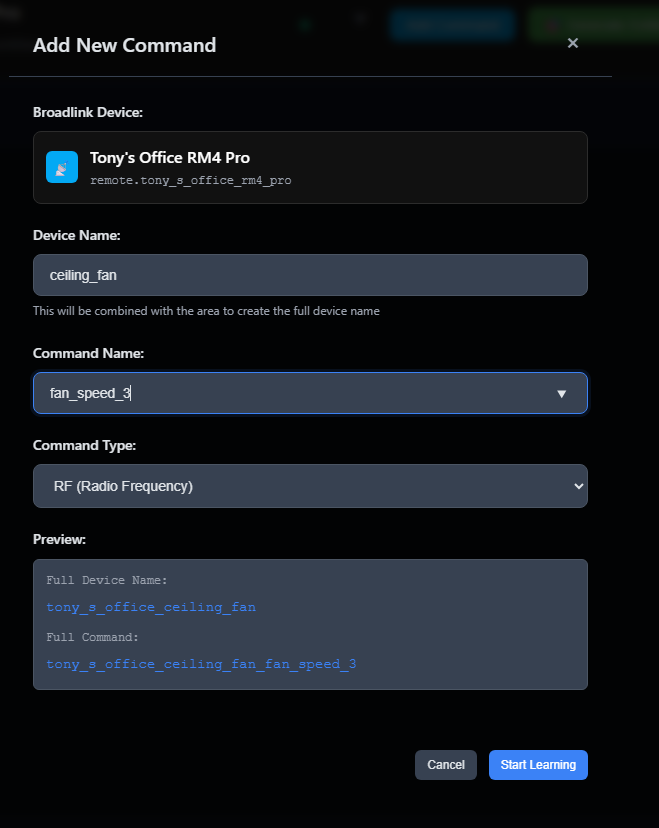 Add New Command
×
Broadlink Device:
Tony's Office RM4 Pro
remote.tony_s_office_rm4_pro
Device Name:
ceiling_fan
This will be combined with the area to create the full device name
Command Name:
fan_speed_3
Command Type:
RF (Radio Frequency)
Preview:
Full Device Name:
tony_s_office_ceiling_fan
Full Command:
tony_s_office_ceiling_fan_fan_speed_3
Cancel
Start Learning